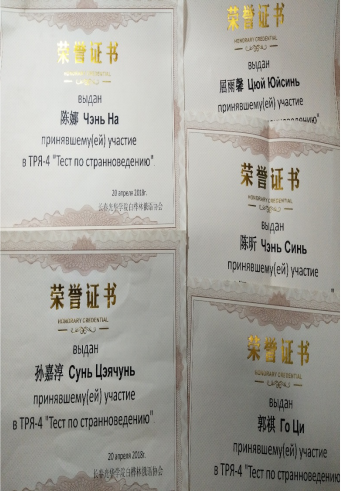 荣誉证书
HONORARY CREDENTIAL
выдан
陈娜 Чэнь На
принявшему(ей) участие
в ТРЯ-4 "Тест по страноведению"
20 апреля 2018г.
荣誉证书
HONORARY CREDENTIAL
выдан
孙嘉淳 Сунь Цзячунь
принявшему(ей) участие
в ТРЯ-4 "Тест по страноведению"
20 апреля 2018г.
荣誉证书
HONORARY CREDENTIAL
выдан
屈雨馨 Цюй Юйсинь
принявшему(ей) участие
荣誉证书
HONORARY CREDENTIAL
выдан
陈昕 Чэнь Синь
принявшему(ей) участие
荣誉证书
HONORARY CREDENTIAL
выдан
郭祺 Го Ци
принявшему(ей) участие
в ТРЯ-4 "Тест по страноведению"